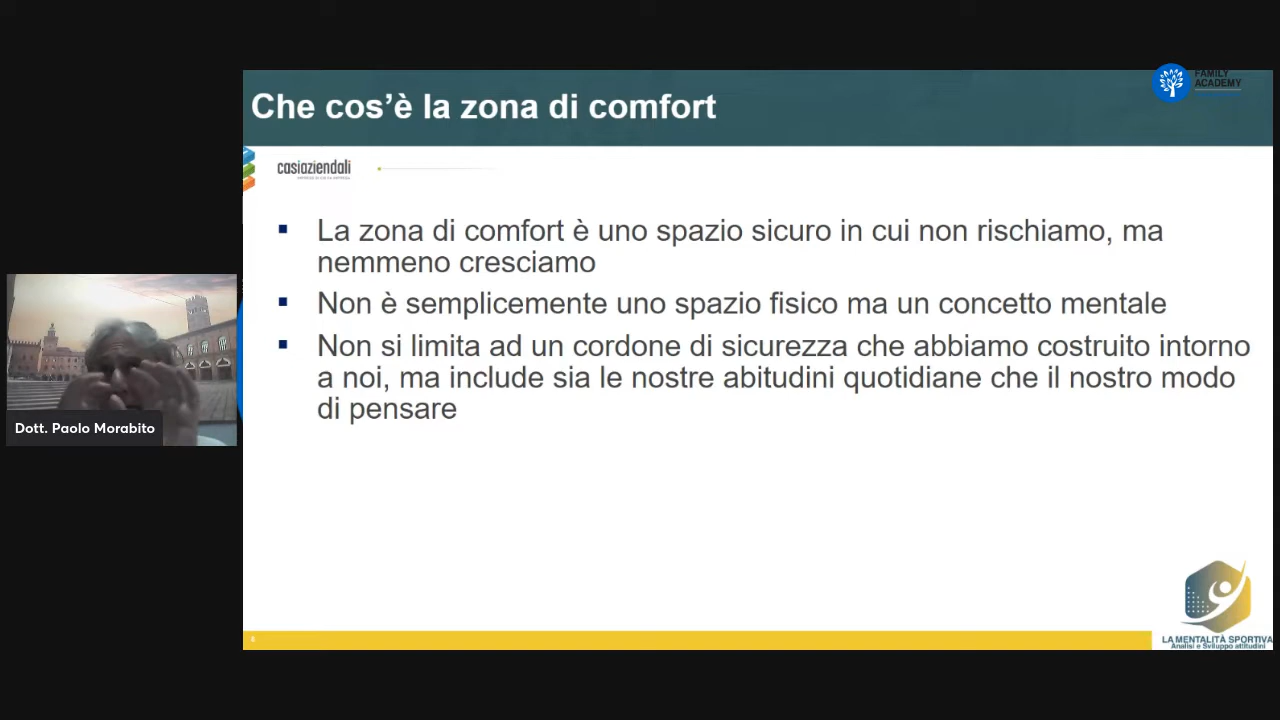 FAMILY
ACADEMY
Che cos’è la zona di comfort
casiaziendali
▪ La zona di comfort è uno spazio sicuro in cui non rischiamo, ma
nemmeno cresciamo
▪ Non è semplicemente uno spazio fisico ma un concetto mentale
▪ Non si limita ad un cordone di sicurezza che abbiamo costruito intorno
a noi, ma include sia le nostre abitudini quotidiane che il nostro modo
di pensare
Dott. Paolo Morabito
LA MENTALITÀ SPORTIVA
Analisi e Sviluppo attitudini